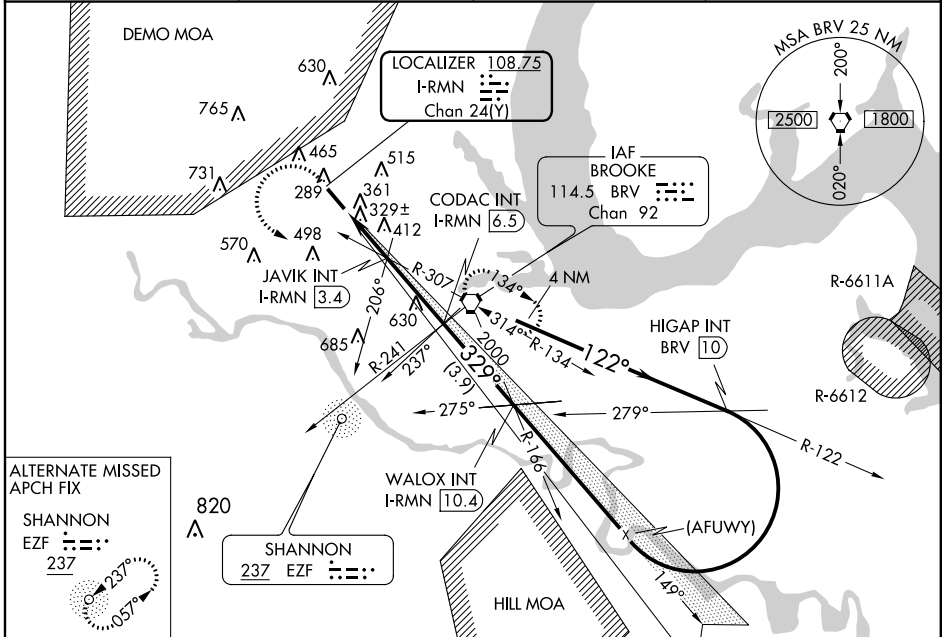 DEMO MOA
630
765
731
465
289
515
361
329±
412
498
570
LOCALIZER 108.75
I-RMN
Chan 24(Y)
MSA BRV 25 NM
200°
2500
1800
020°
IAF
BROOKE
114.5 BRV
Chan 92
CODAC INT
I-RMN 6.5
JAVIK INT
I-RMN 3.4
R-307
134°
4 NM
206°
630
685
314°
R-134
2000
HIGAP INT
BRV 10
122°
R-6611A
R-6612
R-241
237°
329°
(3.9)
275°
279°
R-166
R-122
WALOX INT
I-RMN 10.4
(AFUWY)
149°
HILL MOA
820
SHANNON
237 EZF
ALTERNATE MISSED
APCH FIX
SHANNON
EZF
237
237°
057°